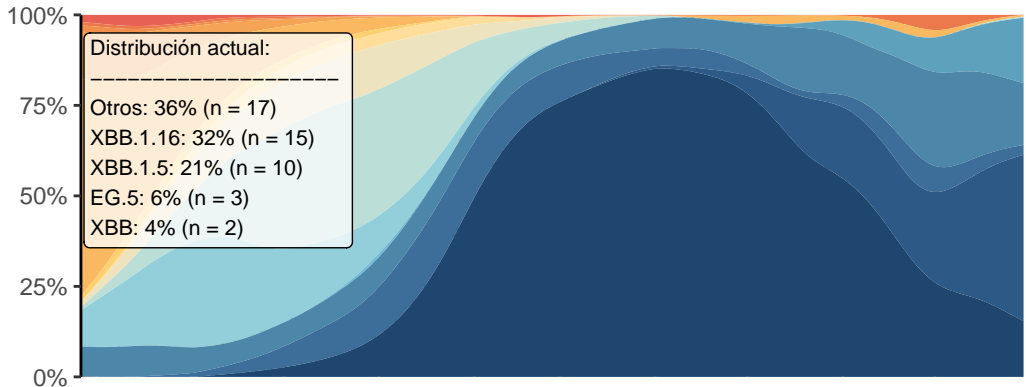 100%
75%
50%
25%
0%
Distribución actual:
----------------------
Otros: 36% (n = 17)
XBB.1.16: 32% (n = 15)
XBB.1.5: 21% (n = 10)
EG.5: 6% (n = 3)
XBB: 4% (n = 2)